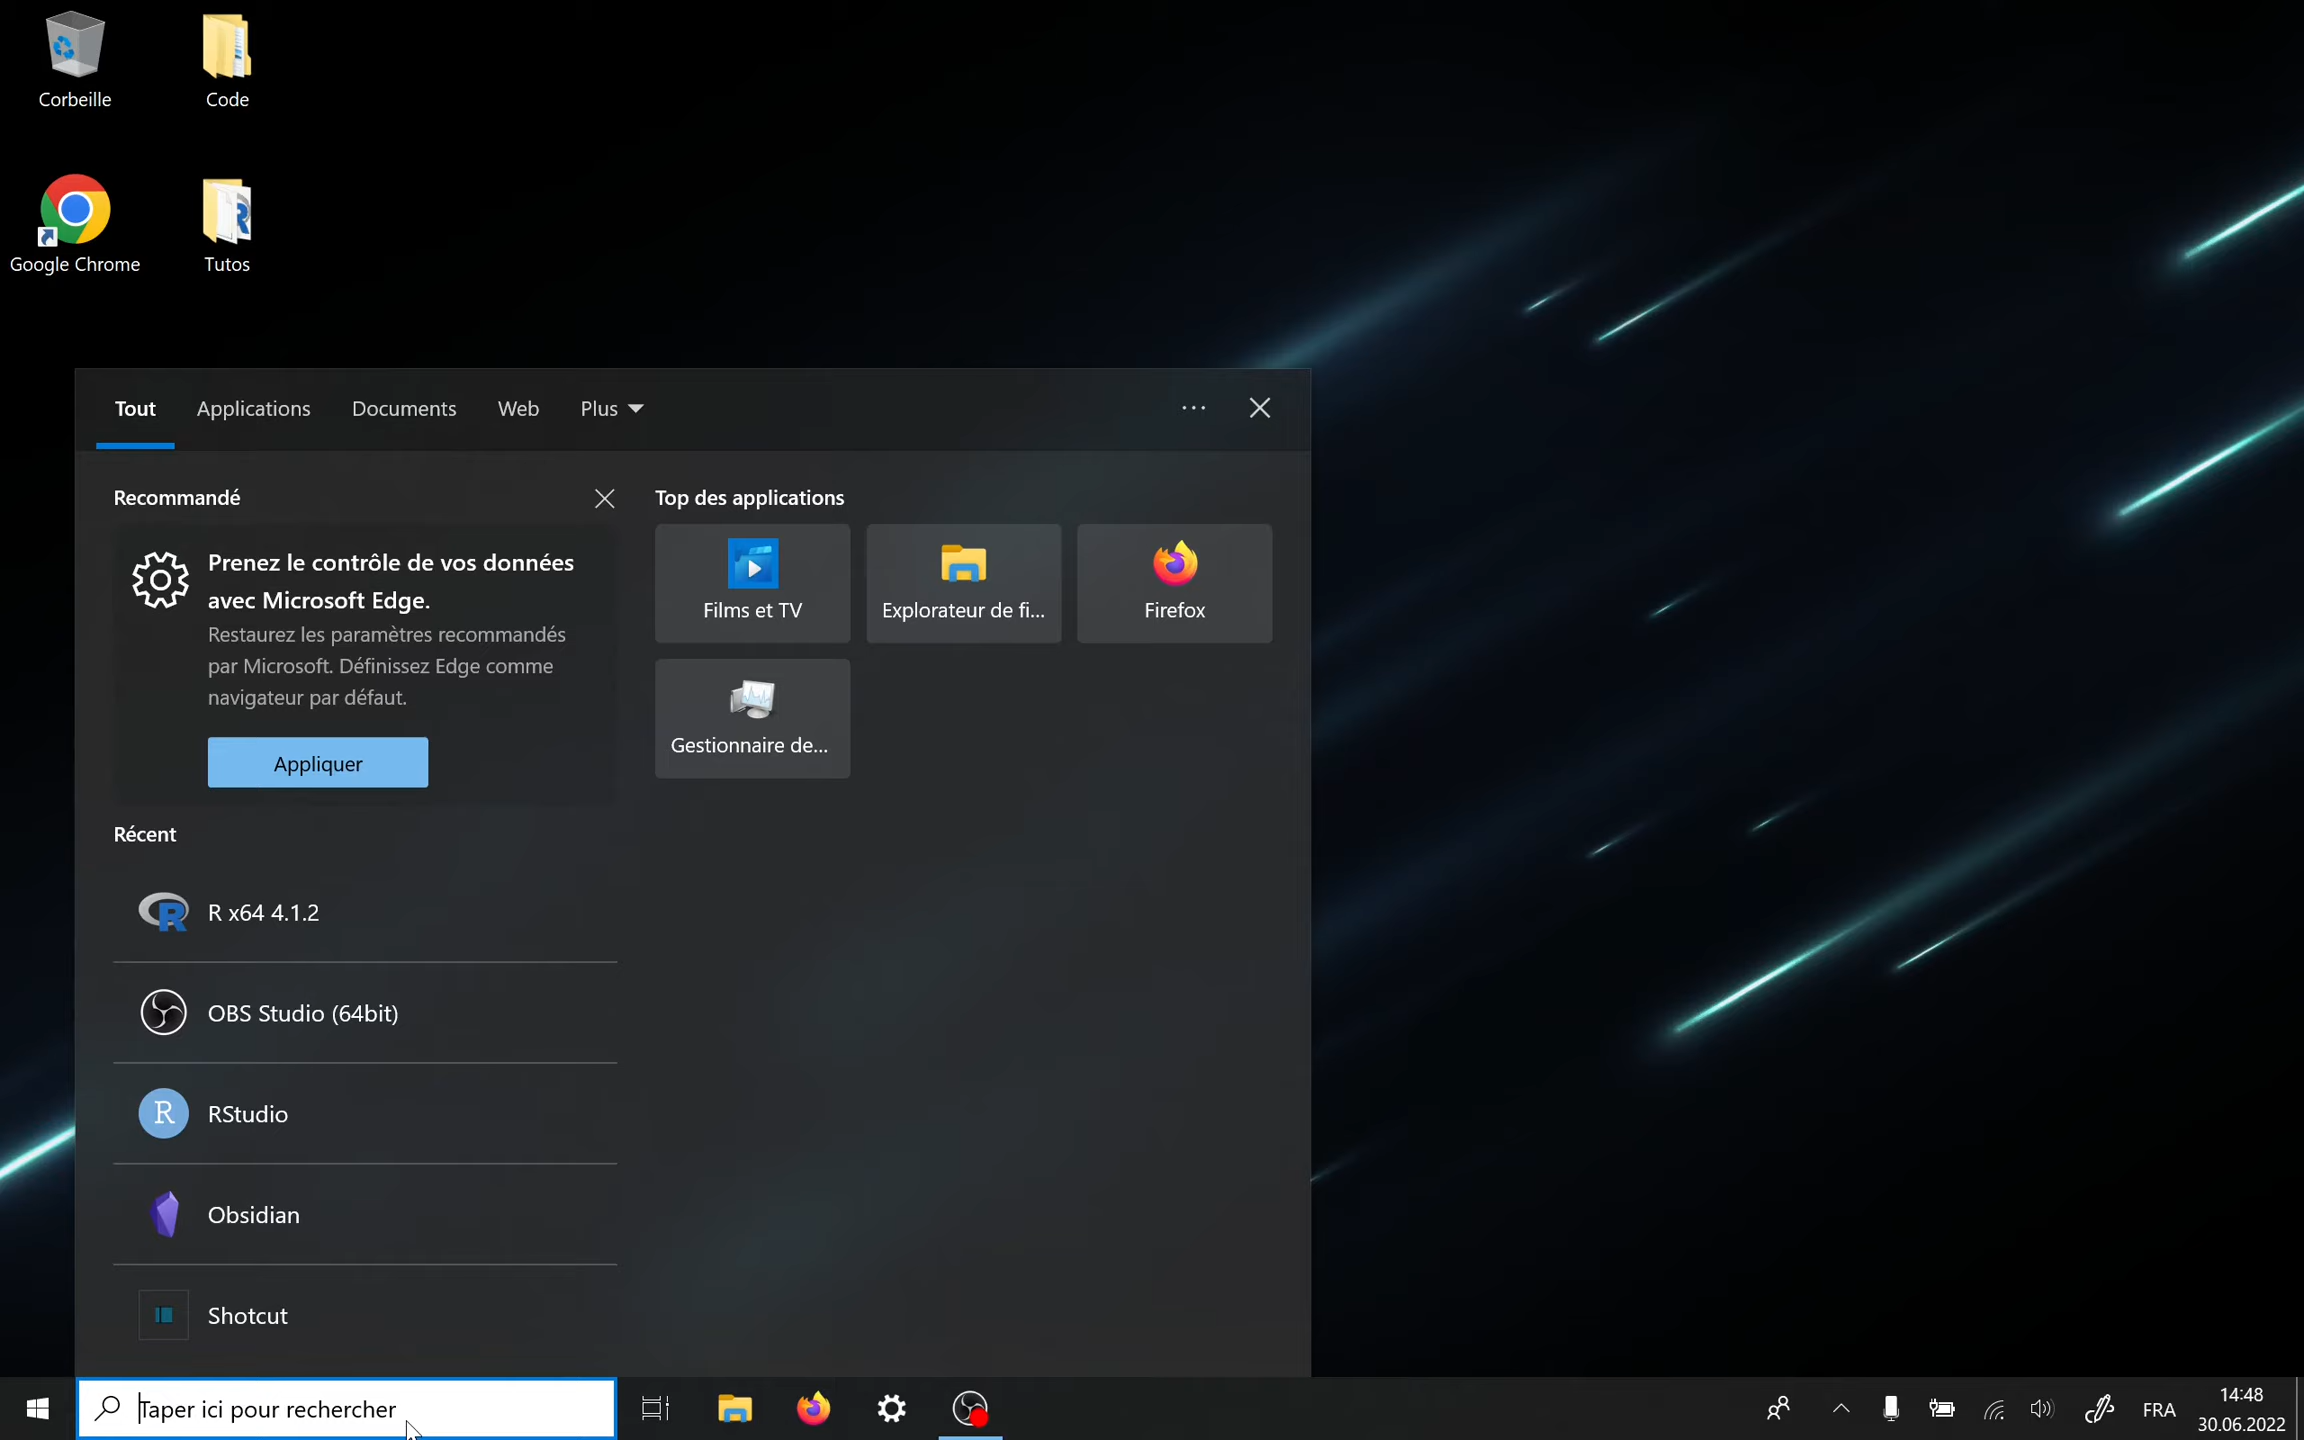 Corbeille
Code
Google Chrome
Tutos
Tout
Applications
Documents
Web
Plus
Recommandé
Prenez le contrôle de vos données
avec Microsoft Edge.
Restaurez les paramètres recommandés
par Microsoft. Définissez Edge comme
navigateur par défaut.
Appliquer
Top des applications
Films et TV
Explorateur de fi...
Firefox
Gestionnaire de...
Récent
R x64 4.1.2
OBS Studio (64bit)
RStudio
Obsidian
Shotcut
Taper ici pour rechercher
FRA
14:48
30.06.2022